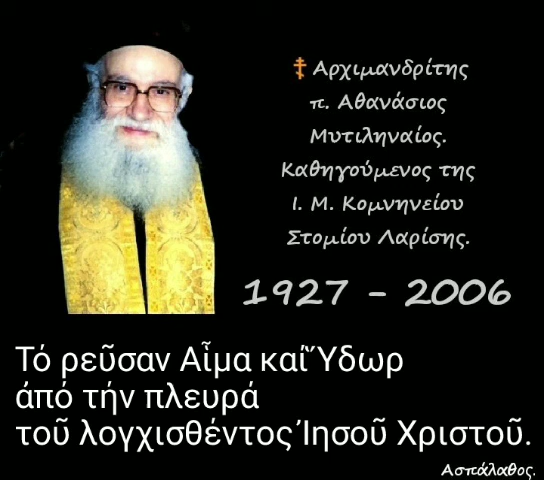 ‡ Αρχιμανδρίτης
π. Αθανάσιος
Μυτιληναίος.
Καθηγούμενος της
Ι. Μ. Κομνηνείου
Στομίου Λαρίσης.
1927 - 2006
Τό ρεῦσαν Αἷμα καί Ὕδωρ
ἀπό τήν πλευρά
τοῦ λογχισθέντος Ἰησοῦ Χριστοῦ.
Ασπάλαθος.